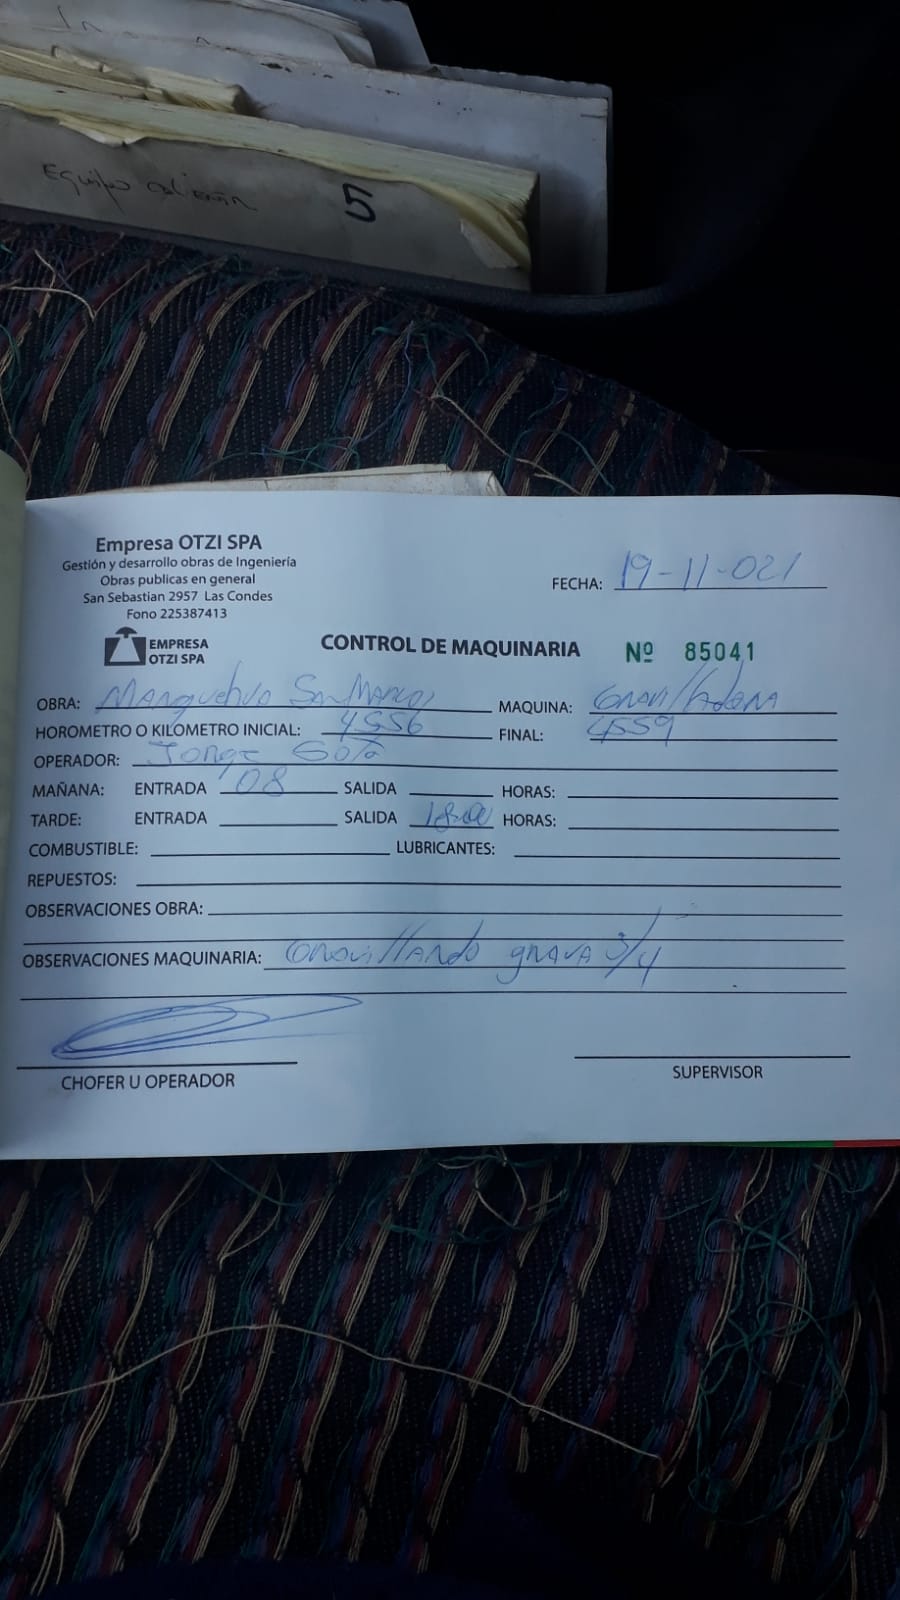 Equipo
5
Empresa OTZI SPA
Gestión y desarrollo obras de Ingeniería
Obras publicas en general
San Sebastian 2957 Las Condes
Fono 225387413
FECHA: 19-11-021
EMPRESA
OTZI SPA
CONTROL DE MAQUINARIA Nº 85041
OBRA: Manquehue San Marcos MAQUINA: Gravilladora
HOROMETRO O KILOMETRO INICIAL: 4556 FINAL: 4559
OPERADOR: Jorge Soto
MAÑANA: ENTRADA 08 SALIDA HORAS:
TARDE: ENTRADA SALIDA 18:00 HORAS:
COMBUSTIBLE: LUBRICANTES:
REPUESTOS:
OBSERVACIONES OBRA:
OBSERVACIONES MAQUINARIA: Gravillando grava 3/4
CHOFER U OPERADOR SUPERVISOR